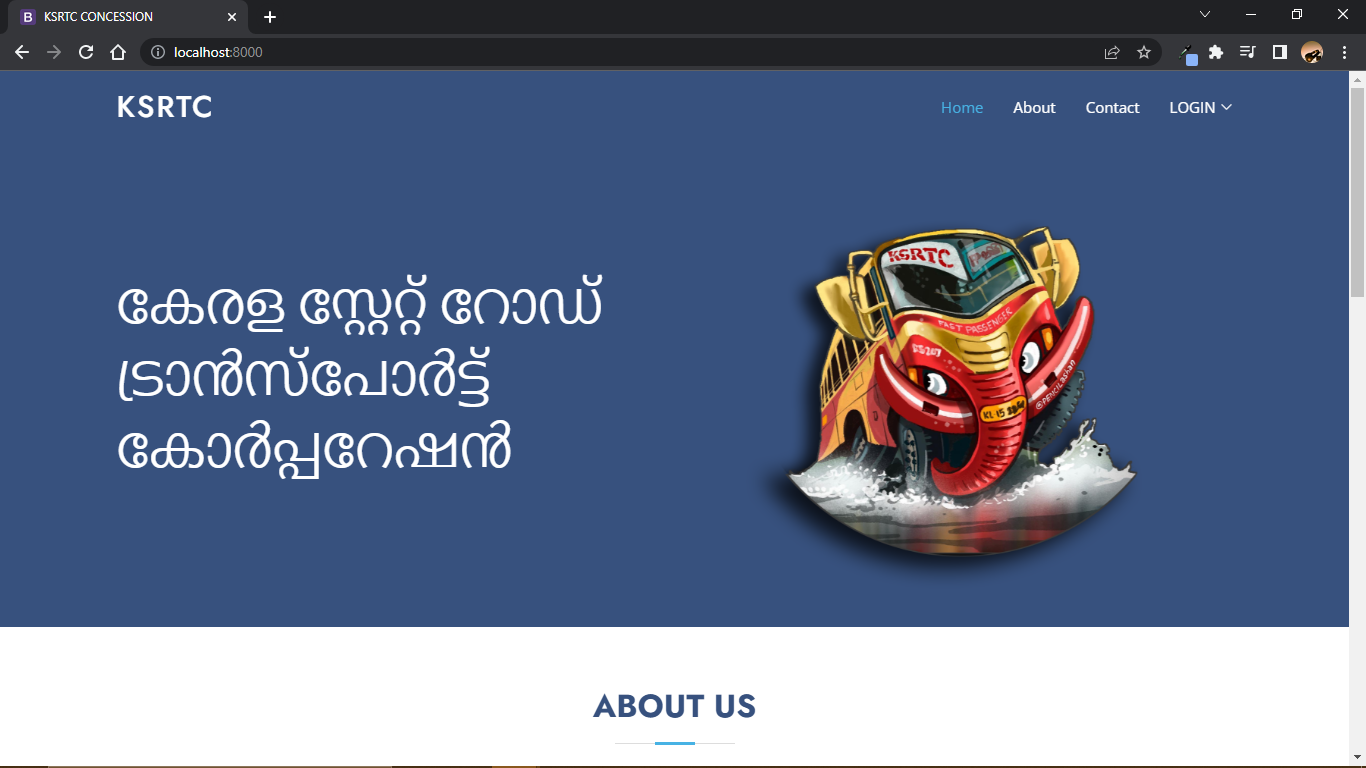 KSRTC CONCESSION
localhost:8000
KSRTC
Home
About
Contact
LOGIN
കേരള സ്റ്റേറ്റ് റോഡ്
ട്രാൻസ്പോർട്ട്
കോർപ്പറേഷൻ
KSRTC
FAST PASSENGER
KL-15
@PENCILASHAN
ABOUT US